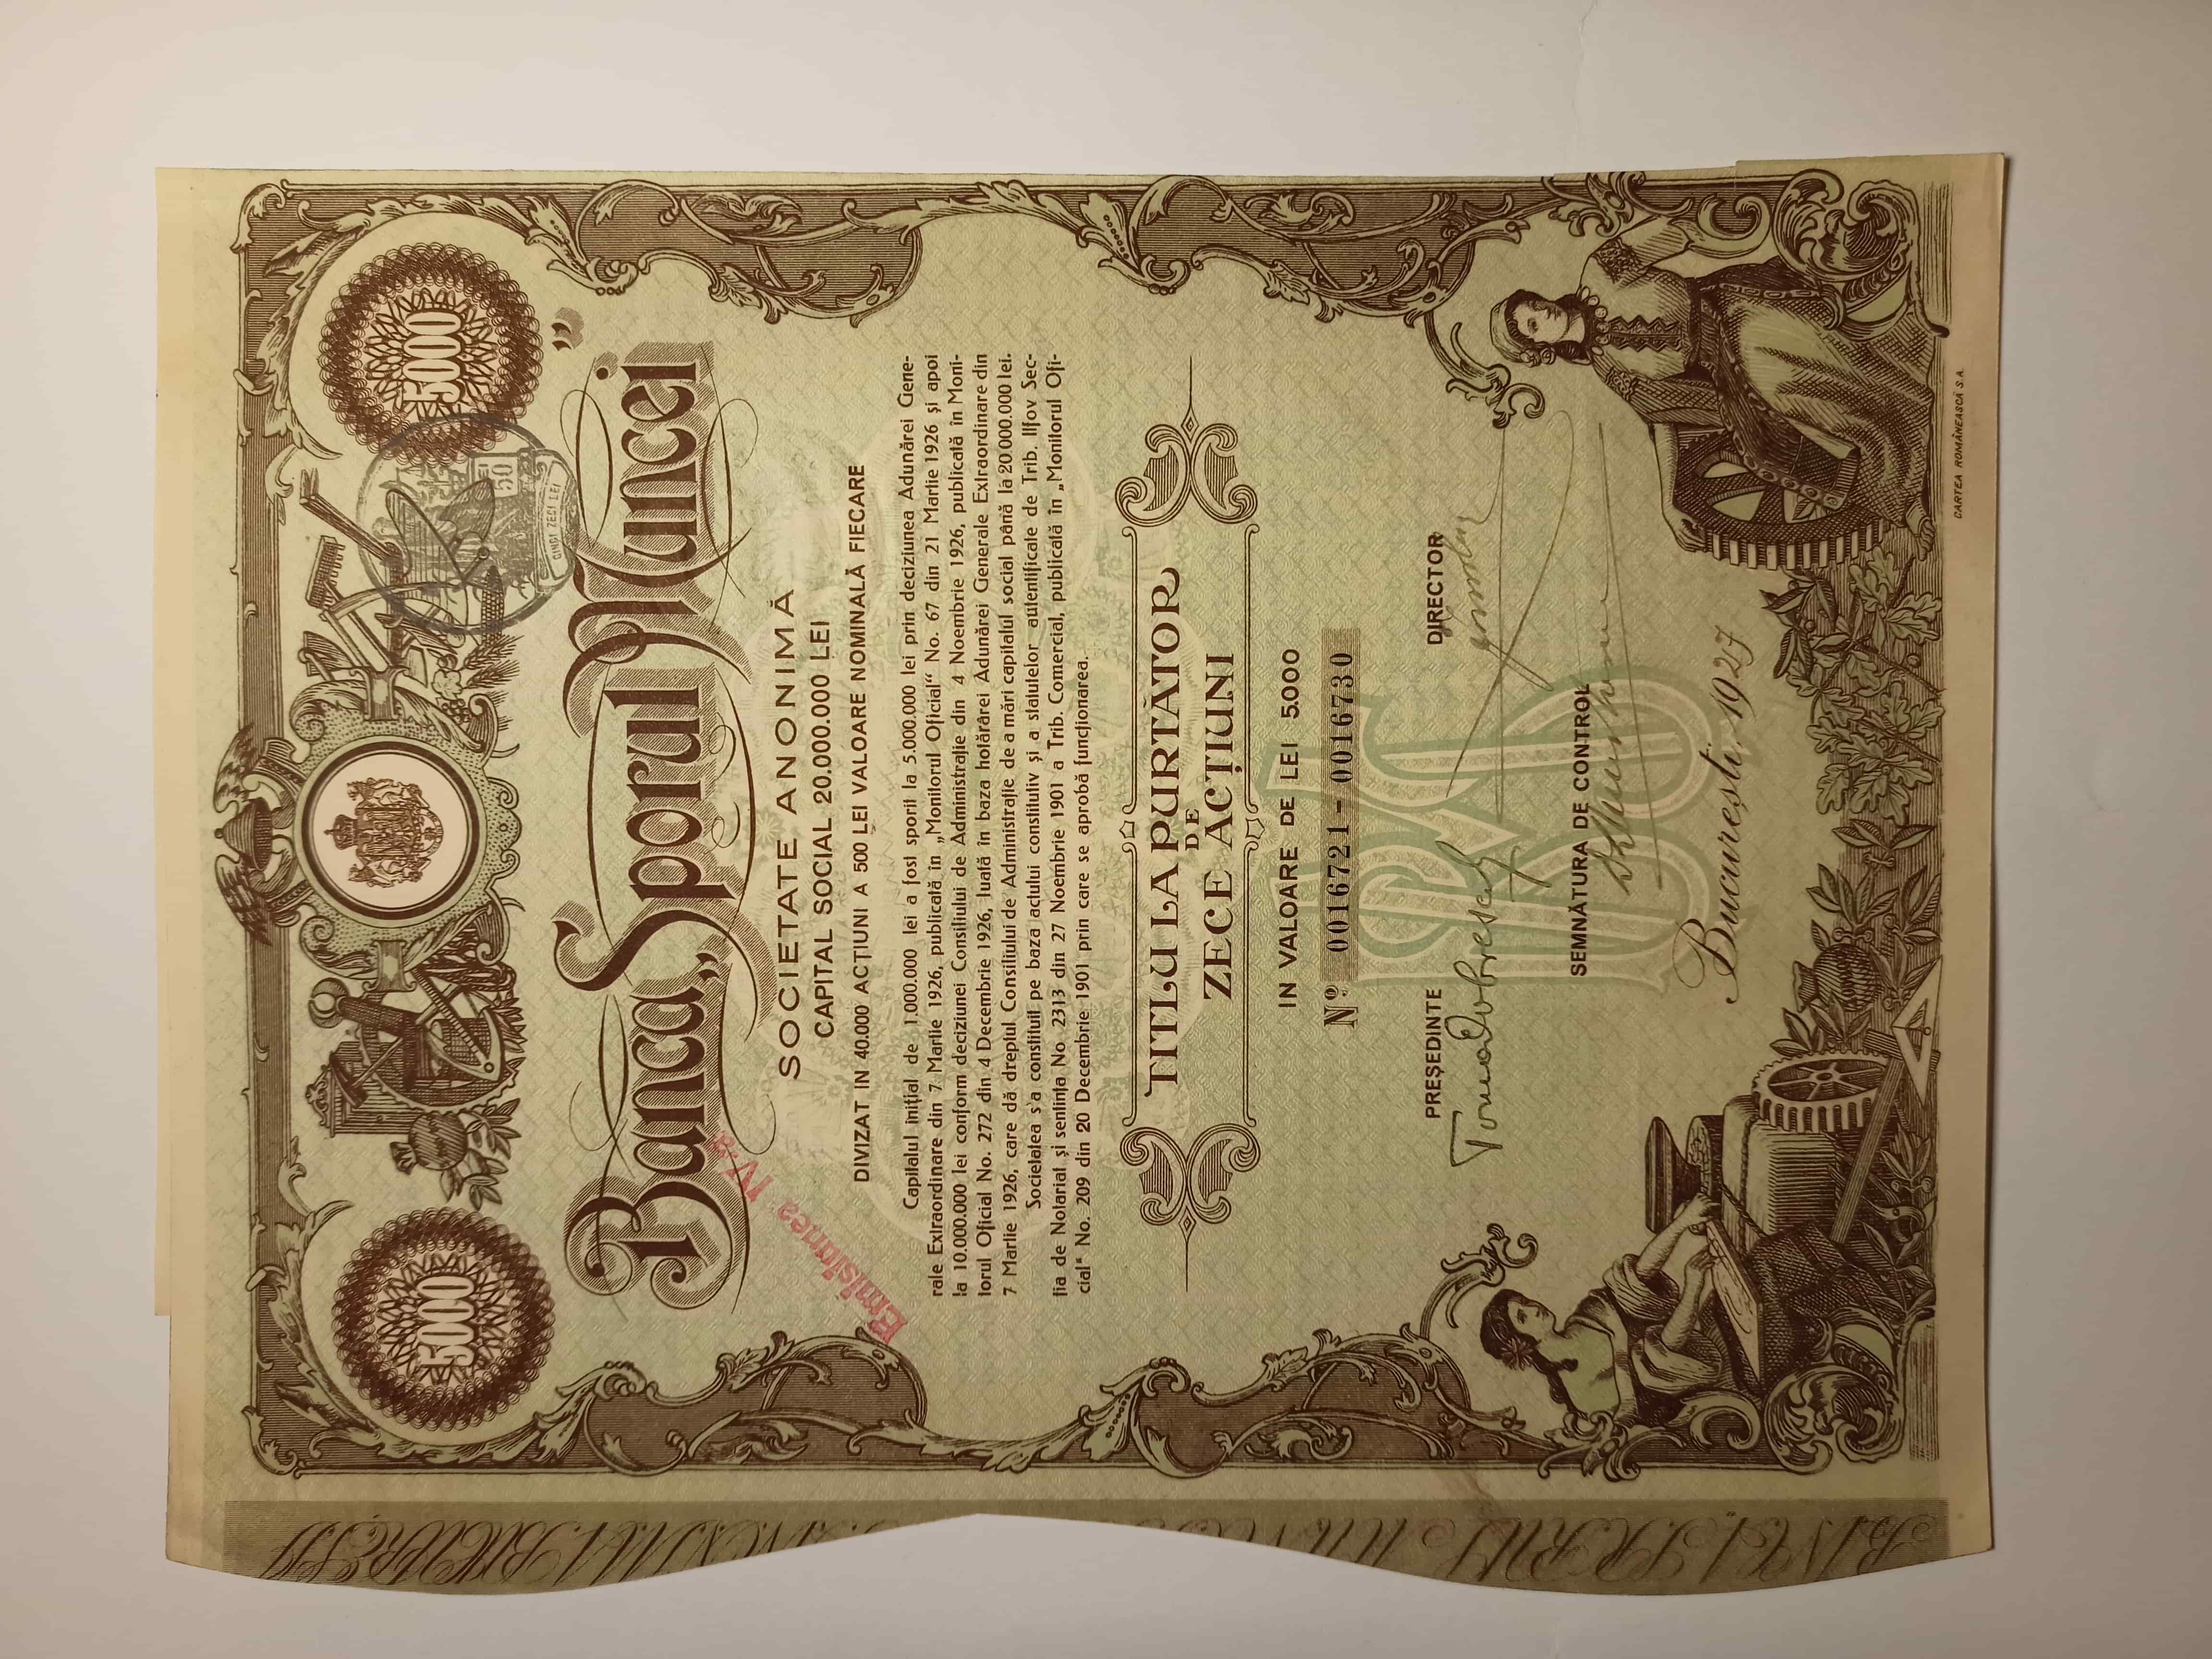 5000
5000
50
LEI
CINCI ZECI LEI
Banca „Sporul Muncei”
Emisiunea IV-a
SOCIETATE ANONIMĂ
CAPITAL SOCIAL 20.000.000 LEI
DIVIZAT IN 40.000 ACȚIUNI A 500 LEI VALOARE NOMINALĂ FIECARE
Capitalul inițial de 1.000.000 lei a fost sporit la 5.000.000 lei prin deciziunea Adunărei Gene-
rale Extraordinare din 7 Martie 1926, publicată în „Monitorul Oficial“ No. 67 din 21 Martie 1926 și apoi
la 10.000.000 lei conform deciziunei Consiliului de Administrație din 4 Noembrie 1926, publicată în Moni-
torul Oficial No. 272 din 4 Decembrie 1926, luată în baza hotărârei Adunărei Generale Extraordinare din
7 Martie 1926, care dă dreptul Consiliului de Administrație de a mări capitalul social până la 20.000.000 lei.
Societatea s'a constituit pe baza actului constitutiv și a statutelor autentificate de Trib. Ilfov Sec-
ția de Notariat și sentința No 2313 din 27 Noembrie 1901 a Trib. Comercial, publicată în „Monitorul Ofi-
cial“ No. 209 din 20 Decembrie 1901 prin care se aprobă funcționarea.
TITLU LA PURTĂTOR
DE
ZECE ACȚIUNI
IN VALOARE DE LEI 5.000
Nº 0016721 - 0016730
PREȘEDINTE
DIRECTOR
Toma Dobrescu
SEMNĂTURA DE CONTROL
București, 1927
CARTEA ROMÂNEASCĂ S.A.